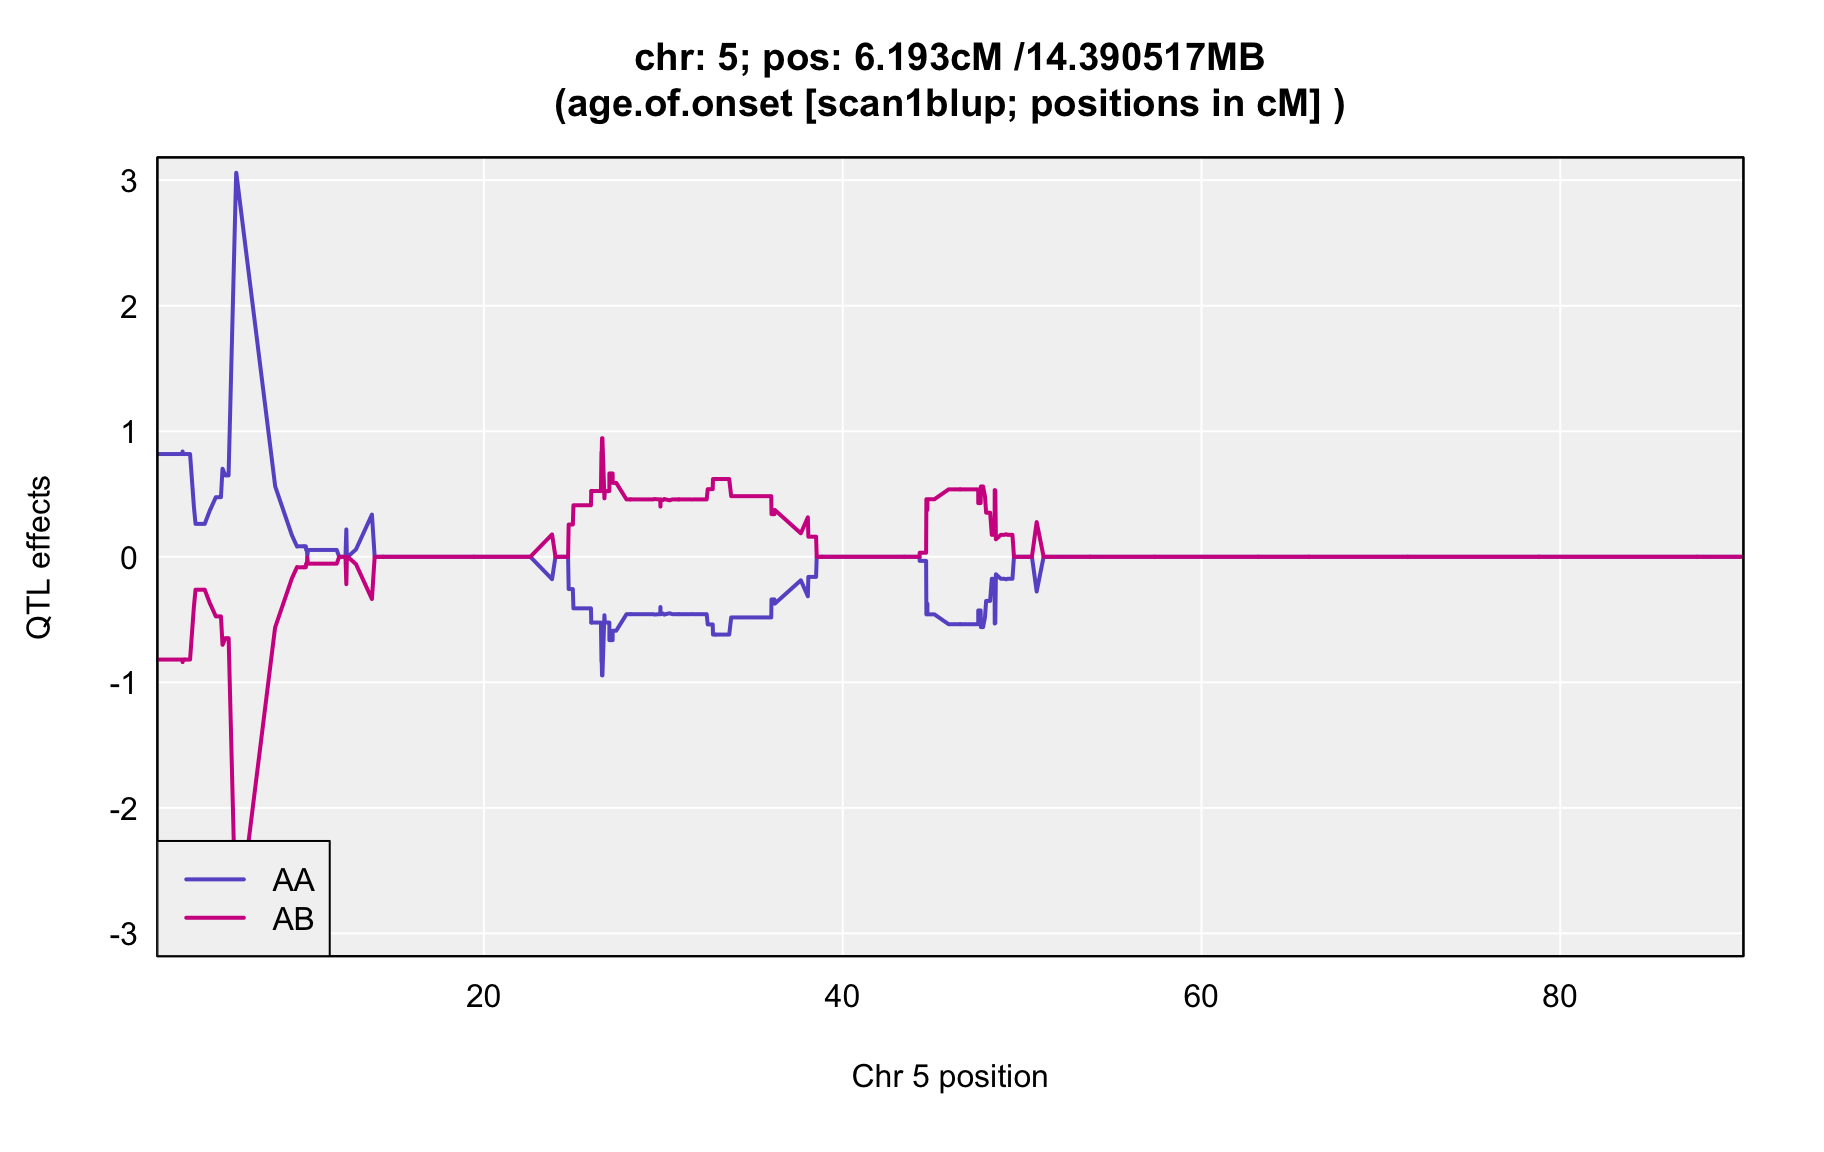 chr: 5; pos: 6.193cM /14.390517MB
(age.of.onset [scan1blup; positions in cM] )
QTL effects
3
2
1
0
-1
-2
-3
AA
AB
20 40 60 80
Chr 5 position